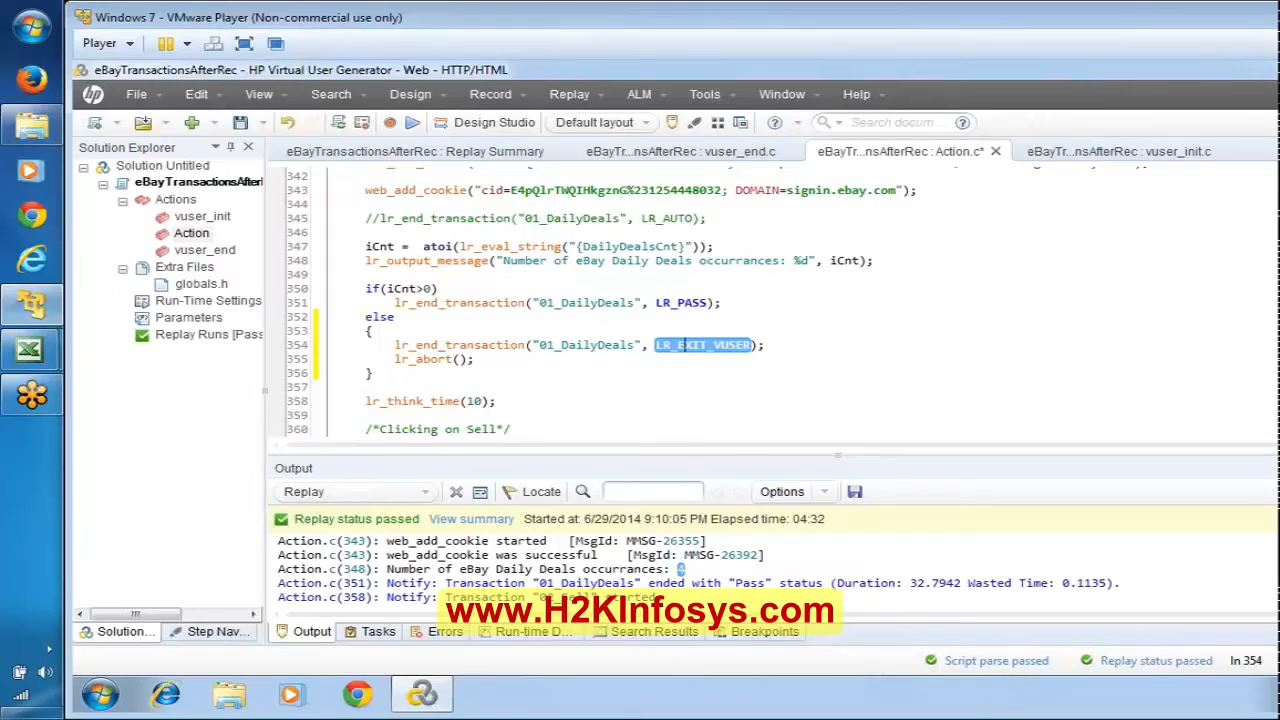 Windows 7 - VMware Player (Non-commercial use only)
Player
eBayTransactionsAfterRec - HP Virtual User Generator - Web - HTTP/HTML
hp File Edit View Search Design Record Replay ALM Tools Window Help
Design Studio Default layout Search docum
Solution Explorer
eBayTransactionsAfterRec : Replay Summary eBayTr...nsAfterRec : vuser_end.c eBayTr...nsAfterRec : Action.c* eBayTr...nsAfterRec : vuser_init.c
Solution Untitled
eBayTransactionsAfterl
Actions
vuser_init
Action
vuser_end
Extra Files
globals.h
Run-Time Settings
Parameters
Replay Runs [Pass
342
343 web_add_cookie("cid=E4pQlrTWQIHkgznG%231254448032; DOMAIN=signin.ebay.com");
344
345 //lr_end_transaction("01_DailyDeals", LR_AUTO);
346
347 iCnt = atoi(lr_eval_string("{DailyDealsCnt}"));
348 lr_output_message("Number of eBay Daily Deals occurrances: %d", iCnt);
349
350 if(iCnt>0)
351 lr_end_transaction("01_DailyDeals", LR_PASS);
352 else
353 {
354 lr_end_transaction("01_DailyDeals", LR_EXIT_VUSER);
355 lr_abort();
356 }
357
358 lr_think_time(10);
359
360 /*Clicking on Sell*/
Output
Replay Locate Options
Replay status passed View summary Started at: 6/29/2014 9:10:05 PM Elapsed time: 04:32
Action.c(343): web_add_cookie started [MsgId: MMSG-26355]
Action.c(343): web_add_cookie was successful [MsgId: MMSG-26392]
Action.c(348): Number of eBay Daily Deals occurrances: 4
Action.c(351): Notify: Transaction "01_DailyDeals" ended with "Pass" status (Duration: 32.7942 Wasted Time: 0.1135).
Action.c(358): Notify: Transaction started
www.H2KInfosys.com
Solution... Step Nav... Output Tasks Errors Run-time D... Search Results Breakpoints
Script parse passed Replay status passed ln 354